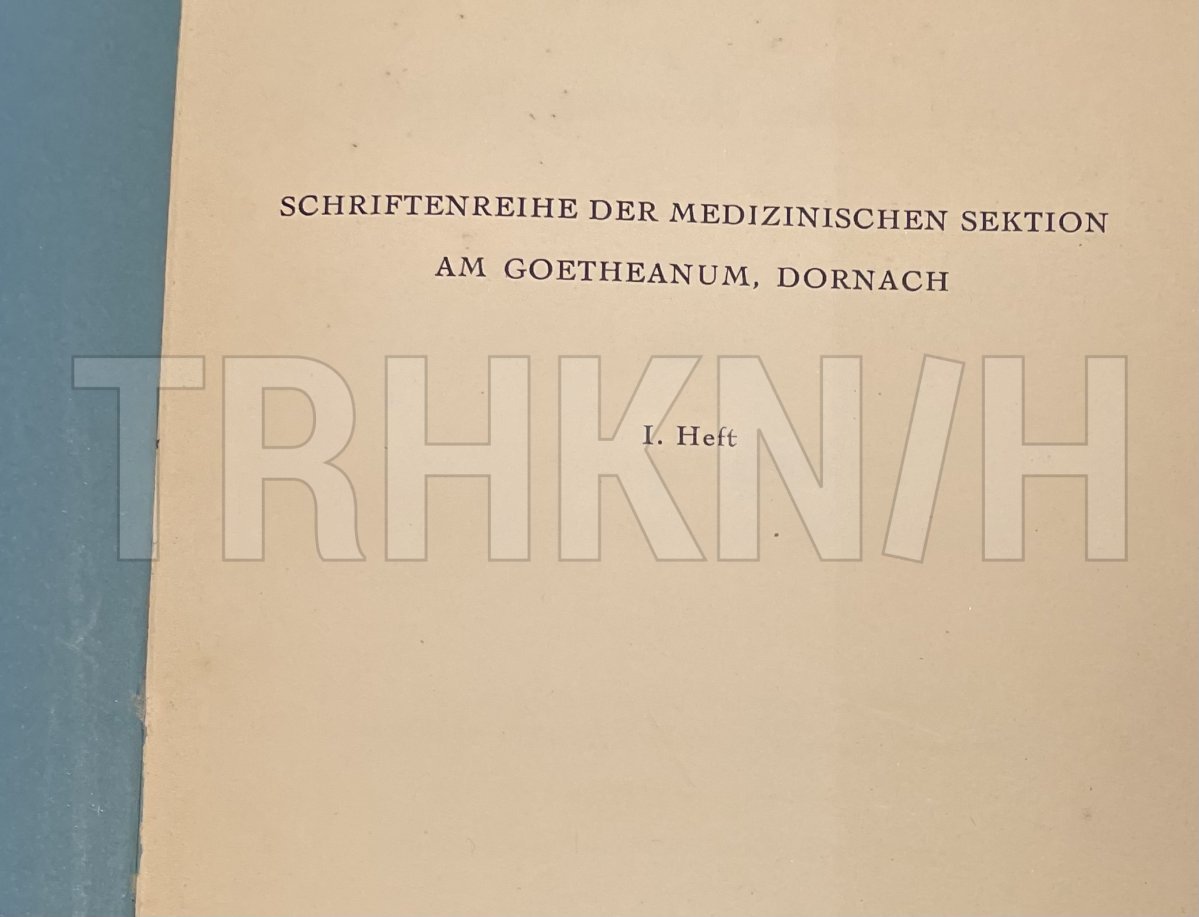 SCHRIFTENREIHE DER MEDIZINISCHEN SEKTION
AM GOETHEANUM, DORNACH
I. Heft
TRHKN/H